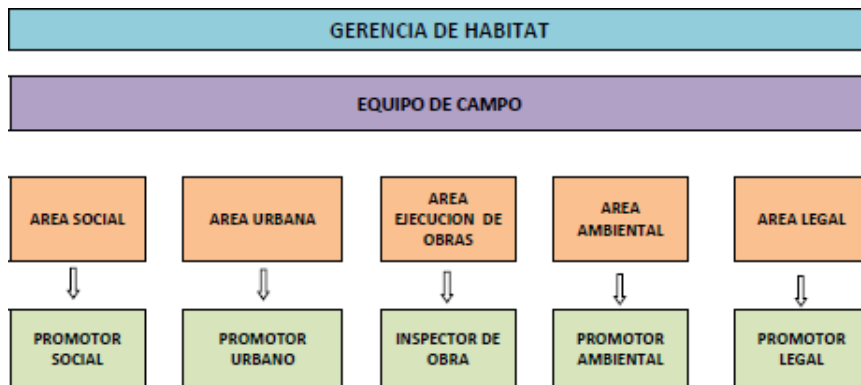 GERENCIA DE HABITAT
EQUIPO DE CAMPO
AREA SOCIAL
AREA URBANA
AREA
EJECUCION DE
OBRAS
AREA
AMBIENTAL
AREA LEGAL
PROMOTOR
SOCIAL
PROMOTOR
URBANO
INSPECTOR DE
OBRA
PROMOTOR
AMBIENTAL
PROMOTOR
LEGAL